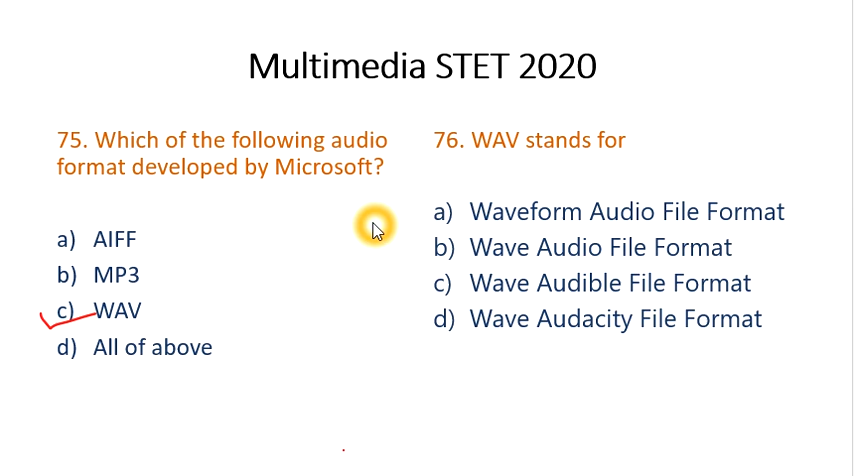 Multimedia STET 2020
75. Which of the following audio
format developed by Microsoft?
a) AIFF
b) MP3
c) WAV
d) All of above
76. WAV stands for
a) Waveform Audio File Format
b) Wave Audio File Format
c) Wave Audible File Format
d) Wave Audacity File Format